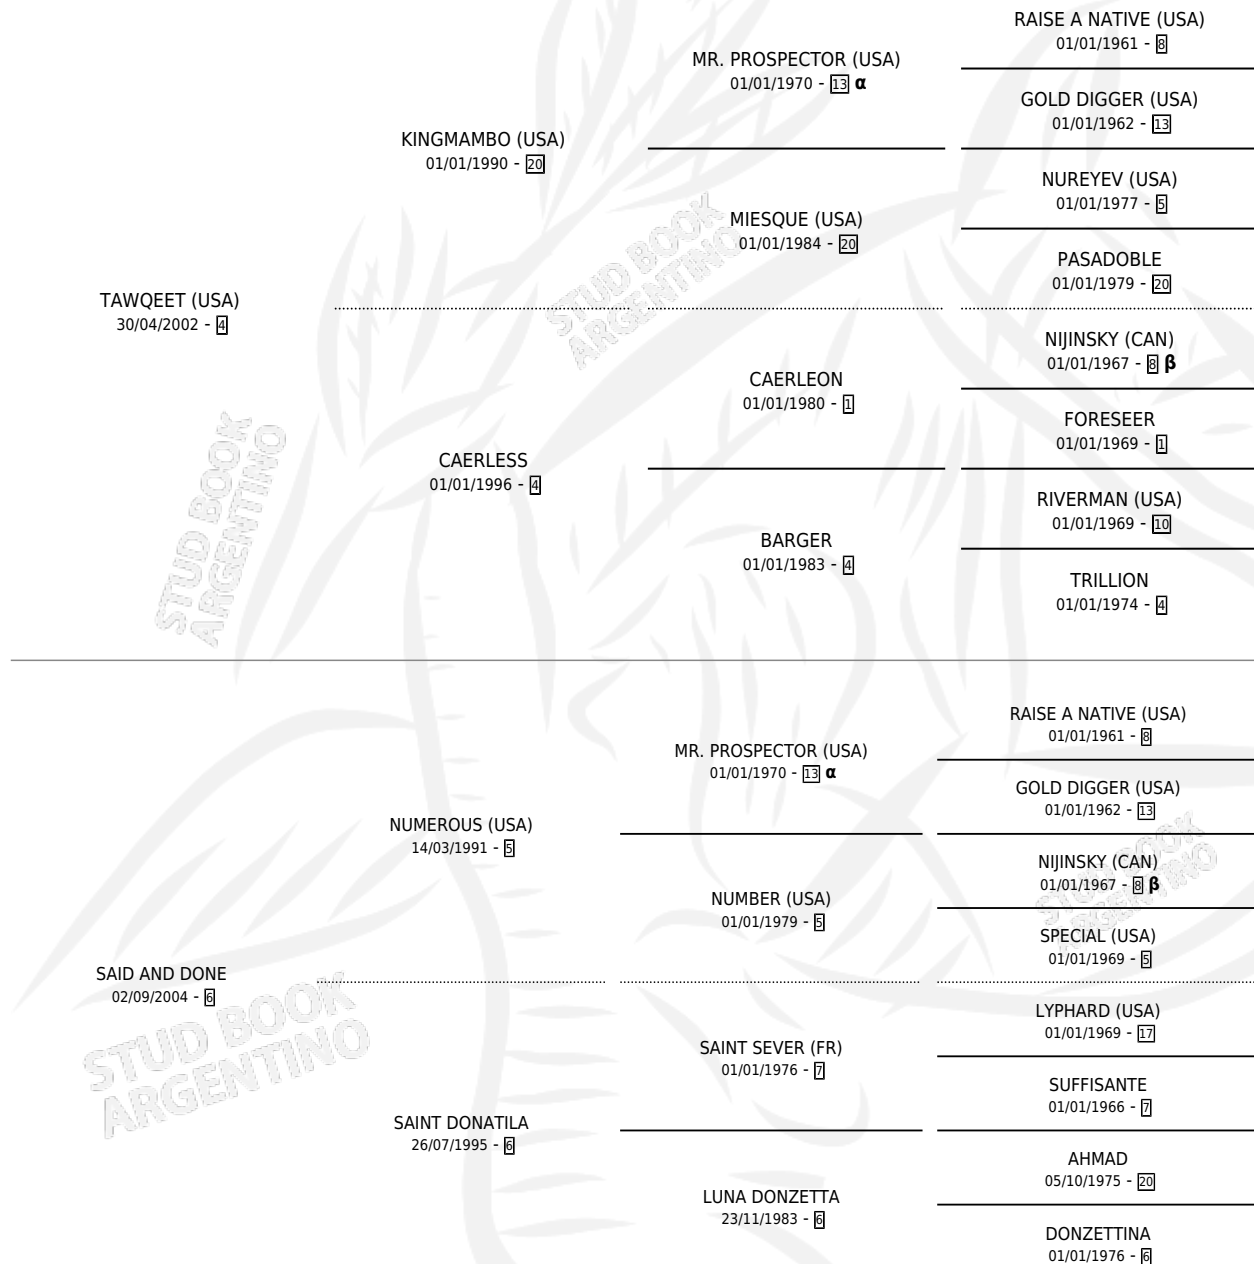 RAISE A NATIVE (USA)
01/01/1961 - 8
MR. PROSPECTOR (USA)
01/01/1970 - 13 α
GOLD DIGGER (USA)
01/01/1962 - 13
KINGMAMBO (USA)
01/01/1990 - 20
NUREYEV (USA)
01/01/1977 - 5
MIESQUE (USA)
01/01/1984 - 20
PASADOBLE
01/01/1979 - 20
TAWQEET (USA)
30/04/2002 - 4
NIJINSKY (CAN)
01/01/1967 - 8 β
CAERLEON
01/01/1980 - 1
FORESEER
01/01/1969 - 1
CAERLESS
01/01/1996 - 4
RIVERMAN (USA)
01/01/1969 - 10
BARGER
01/01/1983 - 4
TRILLION
01/01/1974 - 4
RAISE A NATIVE (USA)
01/01/1961 - 8
MR. PROSPECTOR (USA)
01/01/1970 - 13 α
GOLD DIGGER (USA)
01/01/1962 - 13
NUMEROUS (USA)
14/03/1991 - 5
NIJINSKY (CAN)
01/01/1967 - 8 β
NUMBER (USA)
01/01/1979 - 5
SPECIAL (USA)
01/01/1969 - 5
SAID AND DONE
02/09/2004 - 6
LYPHARD (USA)
01/01/1969 - 17
SAINT SEVER (FR)
01/01/1976 - 7
SUFFISANTE
01/01/1966 - 7
SAINT DONATILA
26/07/1995 - 6
AHMAD
05/10/1975 - 20
LUNA DONZETTA
23/11/1983 - 6
DONZETTINA
01/01/1976 - 6
STUD BOOK
ARGENTINO
STUD BOOK
ARGENTINO
STUD BOOK
ARGENTINO
STUD BOOK
ARGENTINO